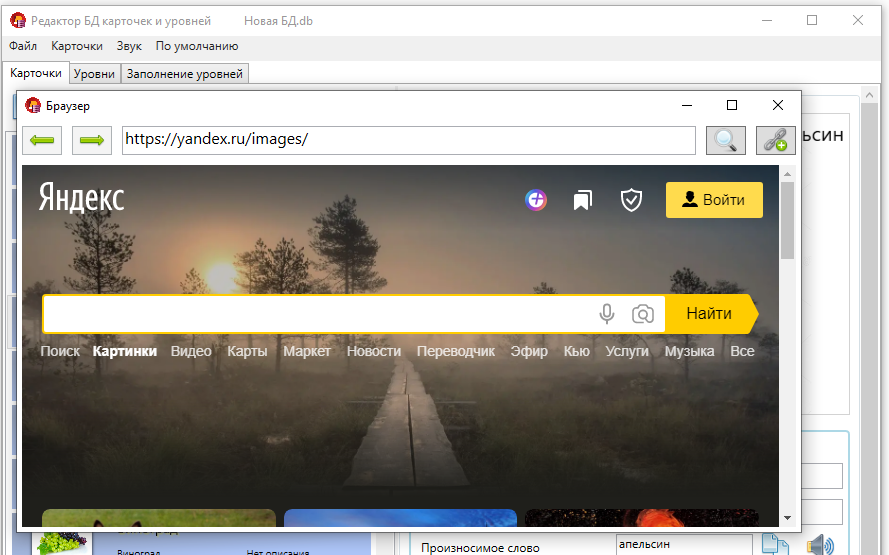 Редактор БД карточек и уровней Новая БД.db
Файл Карточки Звук По умолчанию
Карточки Уровни Заполнение уровней
Браузер
https://yandex.ru/images/
Яндекс
Войти
Найти
Поиск Картинки Видео Карты Маркет Новости Переводчик Эфир Кью Услуги Музыка Все
ьсин
Виноград
Виноград Нет описания
Произносимое слово апельсин